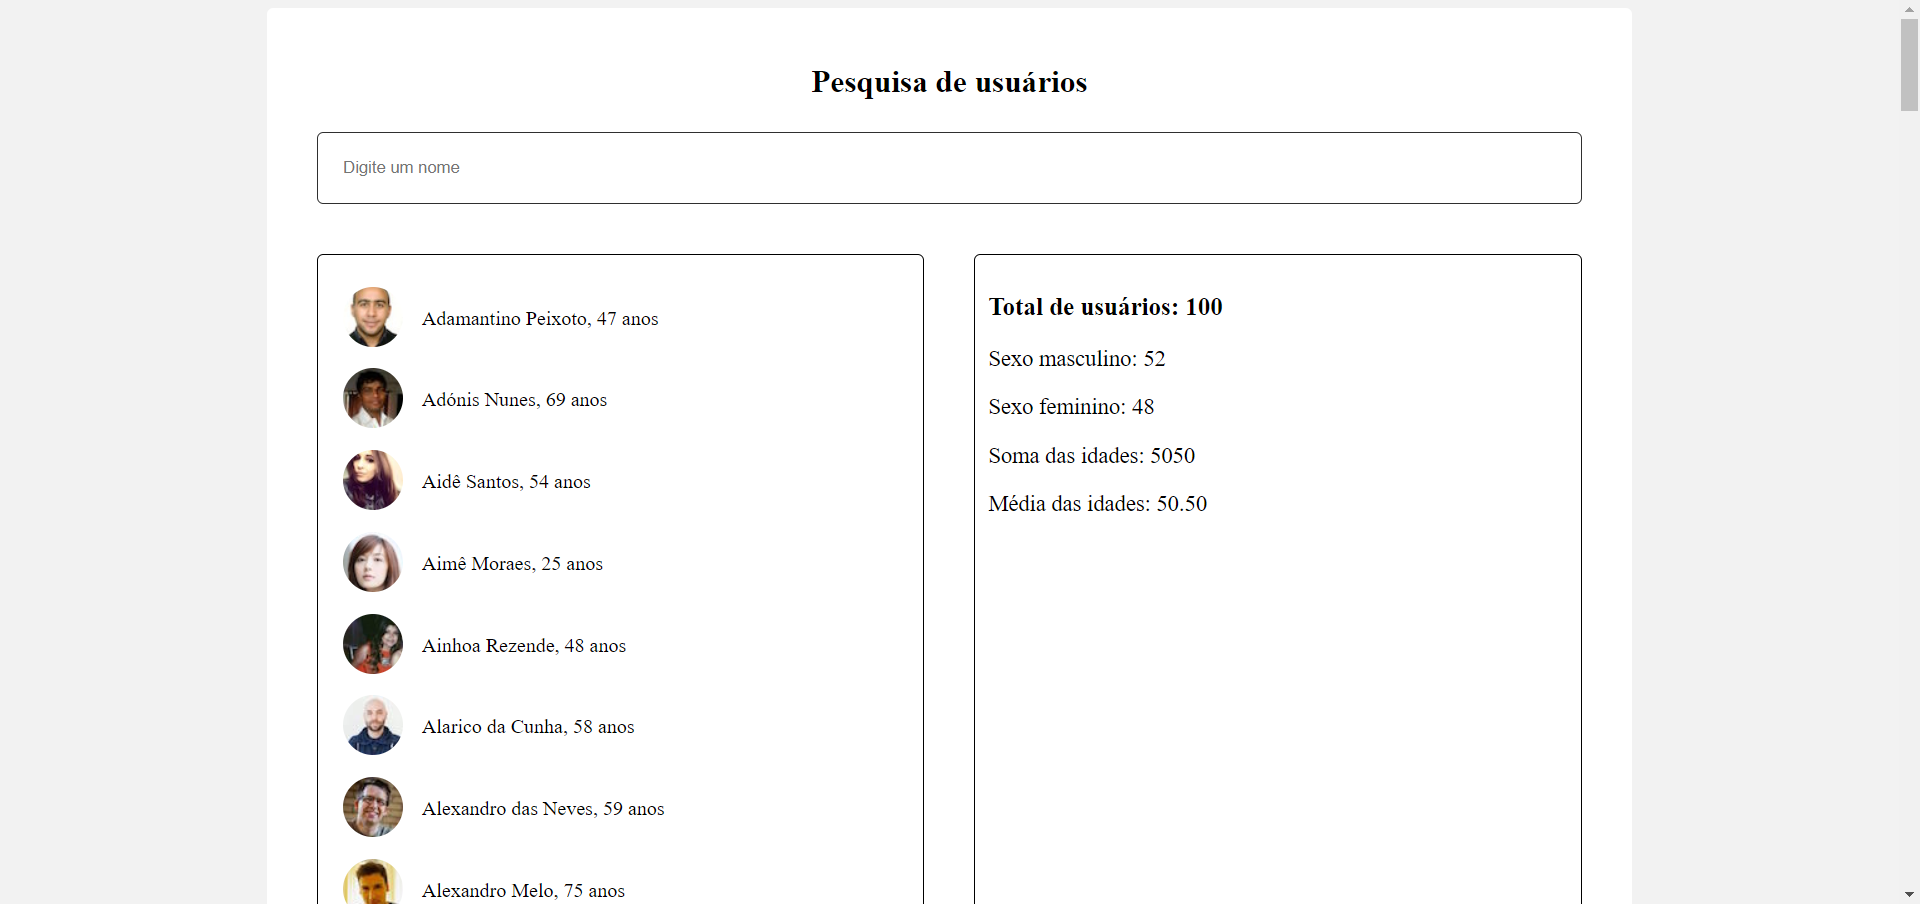 Pesquisa de usuários
Digite um nome
Adamantino Peixoto, 47 anos
Adónis Nunes, 69 anos
Aidê Santos, 54 anos
Aimê Moraes, 25 anos
Ainhoa Rezende, 48 anos
Alarico da Cunha, 58 anos
Alexandro das Neves, 59 anos
Alexandro Melo, 75 anos
Total de usuários: 100
Sexo masculino: 52
Sexo feminino: 48
Soma das idades: 5050
Média das idades: 50.50